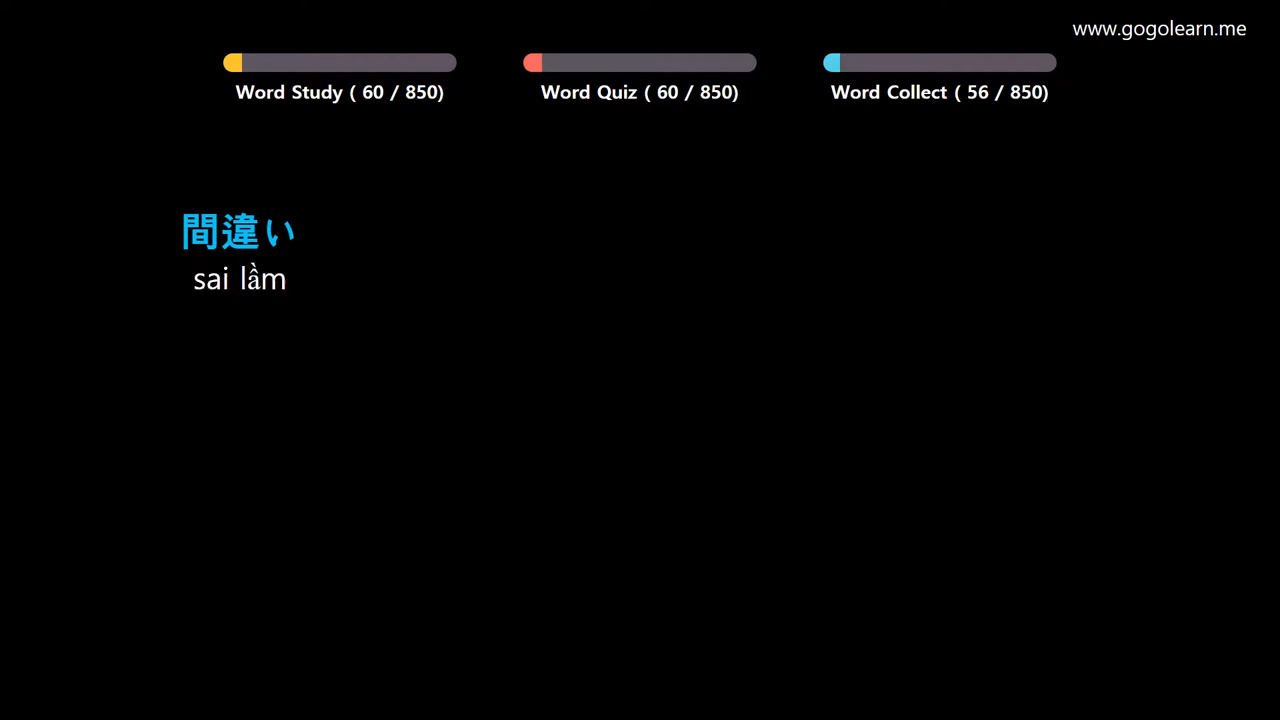 www.gogolearn.me
Word Study ( 60 / 850)
Word Quiz ( 60 / 850)
Word Collect ( 56 / 850)
間違い
sai lầm